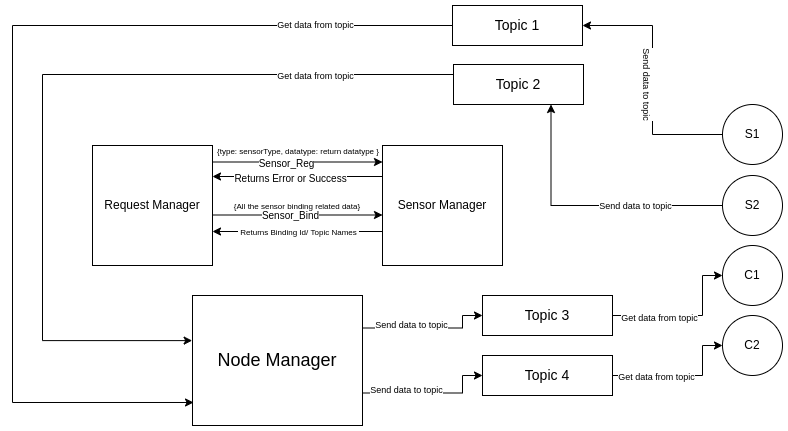 Get data from topic
Topic 1
Send data to topic
Get data from topic
Topic 2
S1
{type: sensorType, datatype: return datatype }
Sensor_Reg
Returns Error or Success
Request Manager
Sensor Manager
{All the sensor binding related data}
Sensor_Bind
Returns Binding Id/ Topic Names
Send data to topic
S2
C1
Node Manager
Send data to topic
Topic 3
Get data from topic
C2
Send data to topic
Topic 4
Get data from topic